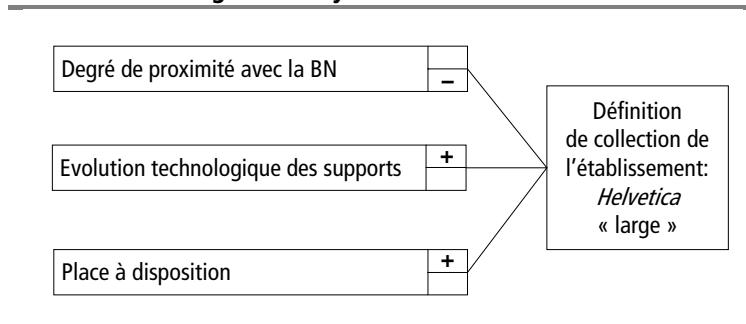 Degré de proximité avec la BN
–
Evolution technologique des supports
+
Place à disposition
+
Définition
de collection de
l'établissement:
Helvetica
« large »